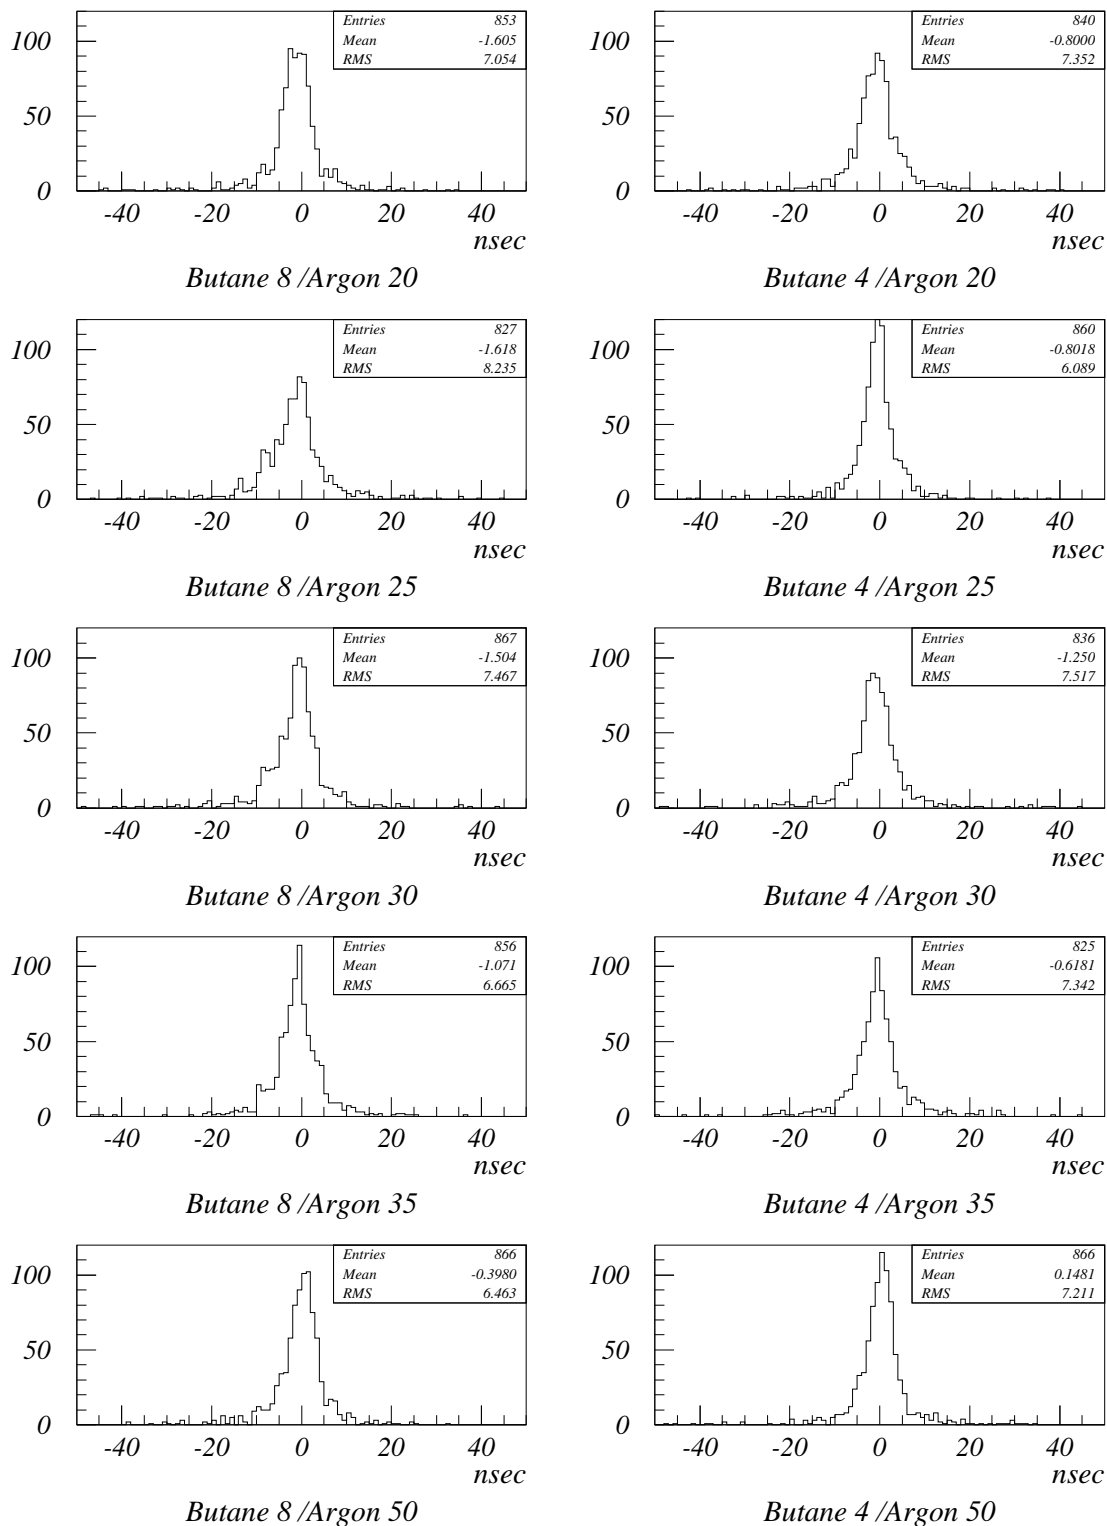 Entries 853
Mean -1.605
RMS 7.054
100
50
0
-40 -20 0 20 40
nsec
Butane 8 /Argon 20
Entries 840
Mean -0.8000
RMS 7.352
100
50
0
-40 -20 0 20 40
nsec
Butane 4 /Argon 20
Entries 827
Mean -1.618
RMS 8.235
100
50
0
-40 -20 0 20 40
nsec
Butane 8 /Argon 25
Entries 860
Mean -0.8018
RMS 6.089
100
50
0
-40 -20 0 20 40
nsec
Butane 4 /Argon 25
Entries 867
Mean -1.504
RMS 7.467
100
50
0
-40 -20 0 20 40
nsec
Butane 8 /Argon 30
Entries 836
Mean -1.250
RMS 7.517
100
50
0
-40 -20 0 20 40
nsec
Butane 4 /Argon 30
Entries 856
Mean -1.071
RMS 6.665
100
50
0
-40 -20 0 20 40
nsec
Butane 8 /Argon 35
Entries 825
Mean -0.6181
RMS 7.342
100
50
0
-40 -20 0 20 40
nsec
Butane 4 /Argon 35
Entries 866
Mean -0.3980
RMS 6.463
100
50
0
-40 -20 0 20 40
nsec
Butane 8 /Argon 50
Entries 866
Mean 0.1481
RMS 7.211
100
50
0
-40 -20 0 20 40
nsec
Butane 4 /Argon 50